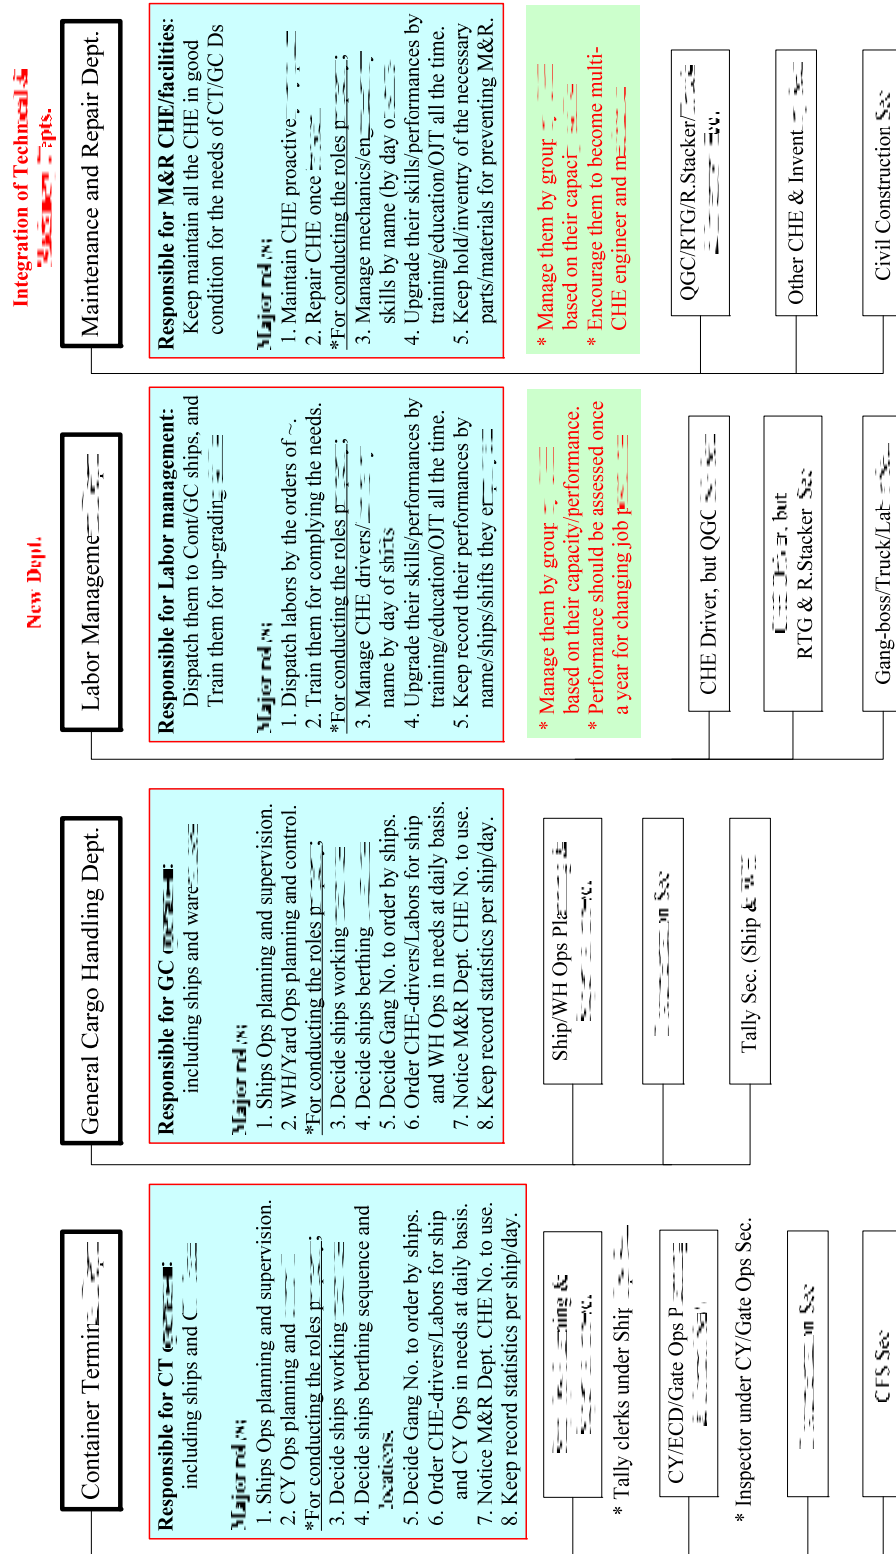 Container
Responsible for CT
including ships and
Major roles:
1. Ships Ops planning and supervision.
2. CY Ops planning and
*For conducting the roles
3. Decide ships working
4. Decide ships berthing sequence and
locations.
5. Decide Gang No. to order by ships.
6. Order CHE-drivers/Labors for ship
and CY Ops in needs at daily basis.
7. Notice M&R Dept. CHE No. to use.
8. Keep record statistics per ship/day.
&
* Tally clerks under Ship
CY/ECD/Gate Ops
* Inspector under CY/Gate Ops Sec.
Sec
CFS Sec
General Cargo Handling Dept.
Responsible for GC
including ships and
Major roles:
1. Ships Ops planning and supervision.
2. WH/Yard Ops planning and control.
*For conducting the roles
3. Decide ships working
4. Decide ships berthing
5. Decide Gang No. to order by ships.
6. Order CHE-drivers/Labors for ship
and WH Ops in needs at daily basis.
7. Notice M&R Dept. CHE No. to use.
8. Keep record statistics per ship/day.
Ship/WH Ops &
Sec
Tally Sec. (Ship &
New Dept.
Labor
Responsible for Labor management:
Dispatch them to Cont/GC ships, and
Train them for up-grading
Major roles:
1. Dispatch labors by the orders of ~.
2. Train them for complying the needs.
*For conducting the roles
3. Manage CHE drivers/
name by day of shifts
4. Upgrade their skills/performances by
training/education/OJT all the time.
5. Keep record their performances by
name/ships/shifts they
* Manage them by group
based on their capacity/performance.
* Performance should be assessed once
a year for changing job
CHE Driver, but QGC
but
RTG & R.Stacker Sec
Gang-boss/Truck/
Integration of Technical &
Maintenance and Repair Dept.
Responsible for M&R CHE/facilities:
Keep maintain all the CHE in good
condition for the needs of CT/GC Ds
Major roles:
1. Maintain CHE
2. Repair CHE once
*For conducting the roles
3. Manage
skills by name (by day
4. Upgrade their skills/performances by
training/education/OJT all the time.
5. Keep hold/inventry of the necessary
parts/materials for preventing M&R.
* Manage them by group
based on their
* Encourage them to become multi-
CHE engineer and
QGC/RTG/R.Stacker/
Other CHE &
Civil Construction Sec